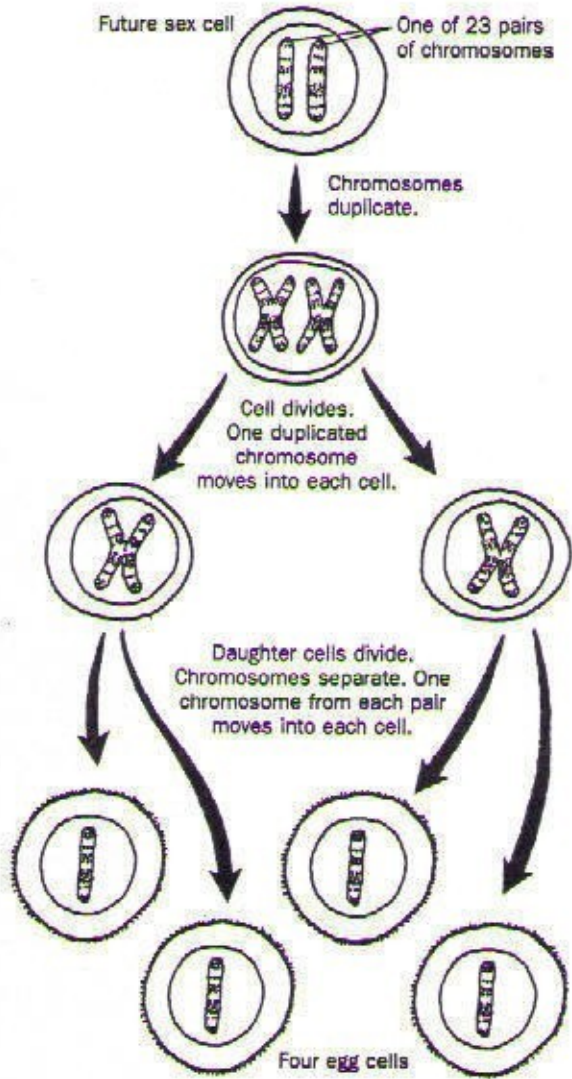 Future sex cell
One of 23 pairs
of chromosomes
Chromosomes
duplicate.
Cell divides.
One duplicated
chromosome
moves into each cell.
Daughter cells divide.
Chromosomes separate. One
chromosome from each pair
moves into each cell.
Four egg cells